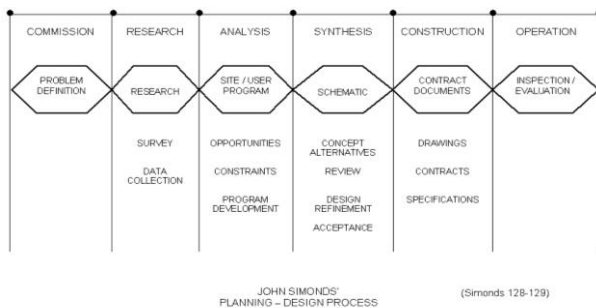 COMMISSION
RESEARCH
ANALYSIS
SYNTHESIS
CONSTRUCTION
OPERATION
PROBLEM
DEFINITION
RESEARCH
SITE / USER
PROGRAM
SCHEMATIC
CONTRACT
DOCUMENTS
INSPECTION /
EVALUATION
SURVEY
DATA
COLLECTION
OPPORTUNITIES
CONSTRAINTS
PROGRAM
DEVELOPMENT
CONCEPT
ALTERNATIVES
REVIEW
DESIGN
REFINEMENT
ACCEPTANCE
DRAWINGS
CONTRACTS
SPECIFICATIONS
JOHN SIMONDS'
PLANNING – DESIGN PROCESS
(Simonds 128-129)